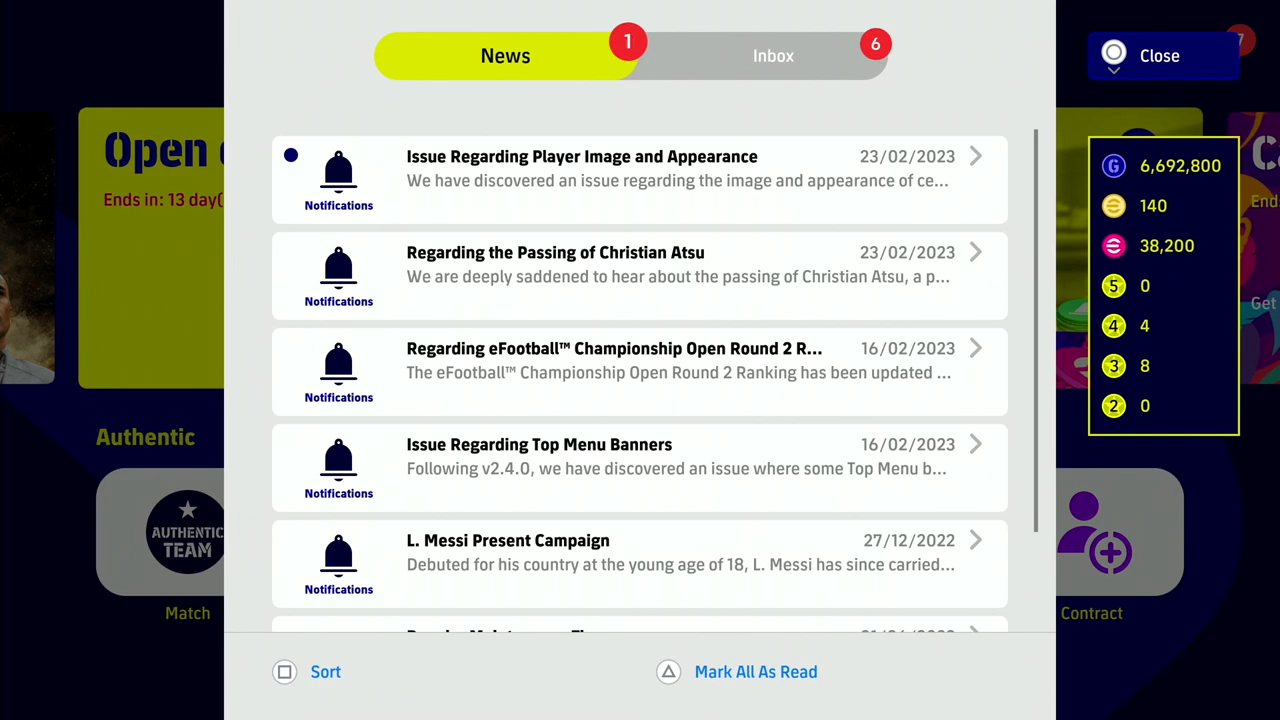 News
1
Inbox
6
Close
7
Open
Ends in: 13 day(
Issue Regarding Player Image and Appearance
23/02/2023
We have discovered an issue regarding the image and appearance of ce...
Notifications
Regarding the Passing of Christian Atsu
23/02/2023
We are deeply saddened to hear about the passing of Christian Atsu, a p...
Notifications
Regarding eFootball™ Championship Open Round 2 R...
16/02/2023
The eFootball™ Championship Open Round 2 Ranking has been updated ...
Notifications
Issue Regarding Top Menu Banners
16/02/2023
Following v2.4.0, we have discovered an issue where some Top Menu b...
Notifications
L. Messi Present Campaign
27/12/2022
Debuted for his country at the young age of 18, L. Messi has since carried...
Notifications
G 6,692,800
140
38,200
5 0
4 4
3 8
2 0
Ends
Get
Authentic
AUTHENTIC
TEAM
Match
Contract
Sort
Mark All As Read